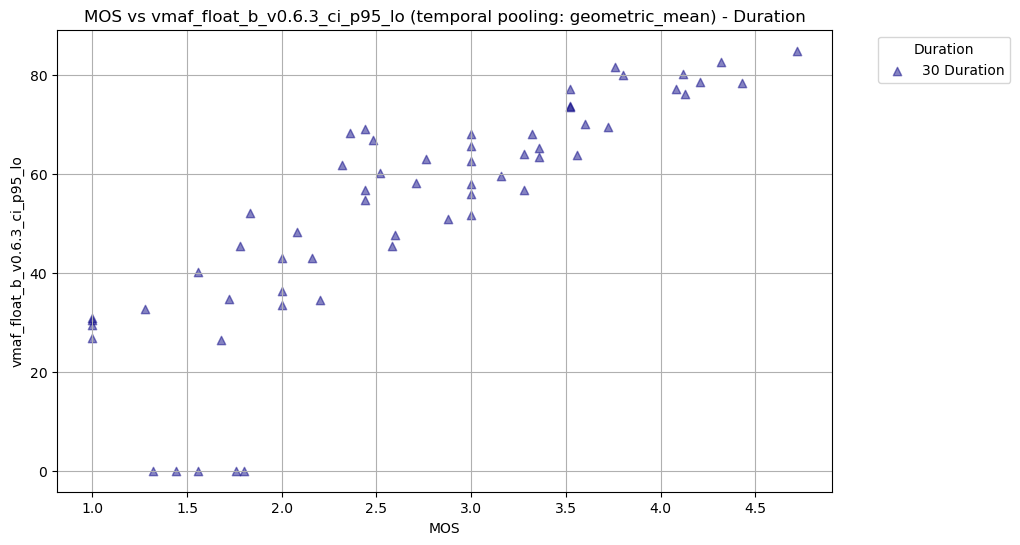 MOS vs vmaf_float_b_v0.6.3_ci_p95_lo (temporal pooling: geometric_mean) - Duration
Duration
30 Duration
vmaf_float_b_v0.6.3_ci_p95_lo
80
60
40
20
0
1.0 1.5 2.0 2.5 3.0 3.5 4.0 4.5
MOS